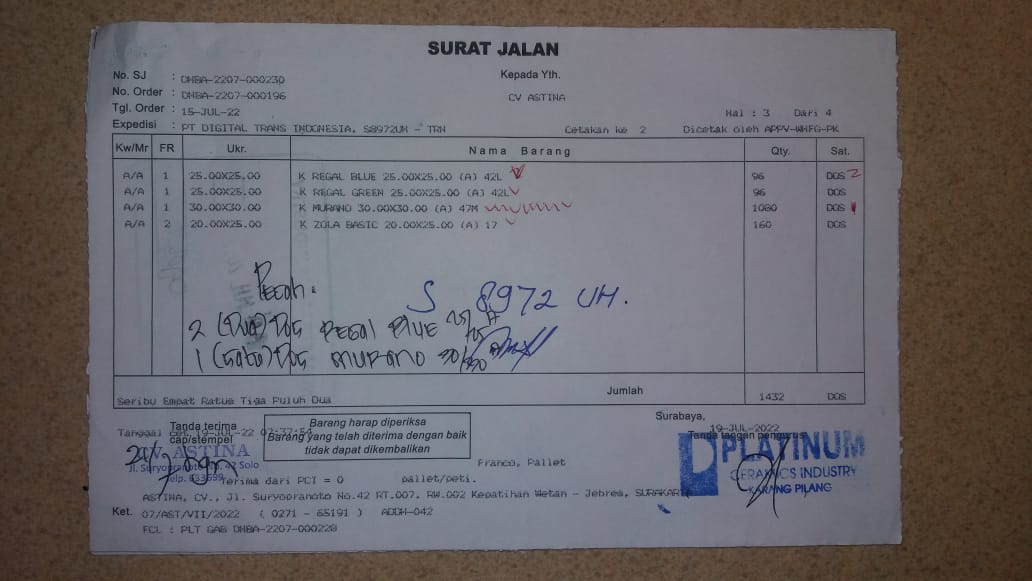 SURAT JALAN
No. SJ : DHBA-2207-000230
Kepada Yth.
No. Order : DHBA-2207-000196
CV ASTINA
Tgl. Order : 15-JUL-22
Hal : 3 Dari 4
Expedisi : PT DIGITAL TRANS INDONESIA, S8972UH - TRN Cetakan ke 2 Dicetak oleh APPV-WHFG-PK
Kw/Mr FR Ukr. Nama Barang Qty. Sat.
A/A 1 25.00X25.00 K REGAL BLUE 25.00X25.00 (A) 42L 96 DOS 2
A/A 1 25.00X25.00 K REGAL GREEN 25.00X25.00 (A) 42L 96 DOS
A/A 1 30.00X30.00 K MURANO 30.00X30.00 (A) 47M 1080 DOS 1
A/A 2 20.00X25.00 K ZOLA BASIC 20.00X25.00 (A) 17 160 DOS
Pecah.
S 8972 UH.
2 (Dua) Dos REGAL BLUE 25/25 A
1 (Satu) Dos MURANO 30/30
Jumlah
Seribu Empat Ratus Tiga Puluh Dua 1432 DOS
Surabaya,
Tanggal cet. 19-JUL-22 07:37:54
19-JUL-2022
Tanda terima
cap/stempel
Barang harap diperiksa
Barang yang telah diterima dengan baik
tidak dapat dikembalikan
Tanda tangan pengurus
CV. ASTINA
Jl. Suryopranoto No. 42 Solo
Telp. 633659
PLATINUM
CERAMICS INDUSTRY
KARANG PILANG
Franco, Pallet
Terima dari PCT = 0 pallet/peti.
ASTINA, CV., Jl. Suryopranoto No.42 RT.007, RW.002 Kepatihan Wetan - Jebres, SURAKARTA
Ket. 07/AST/VII/2022 ( 0271 - 65191 ) ADDM-042
FCL : PLT GAB DHBA-2207-000228